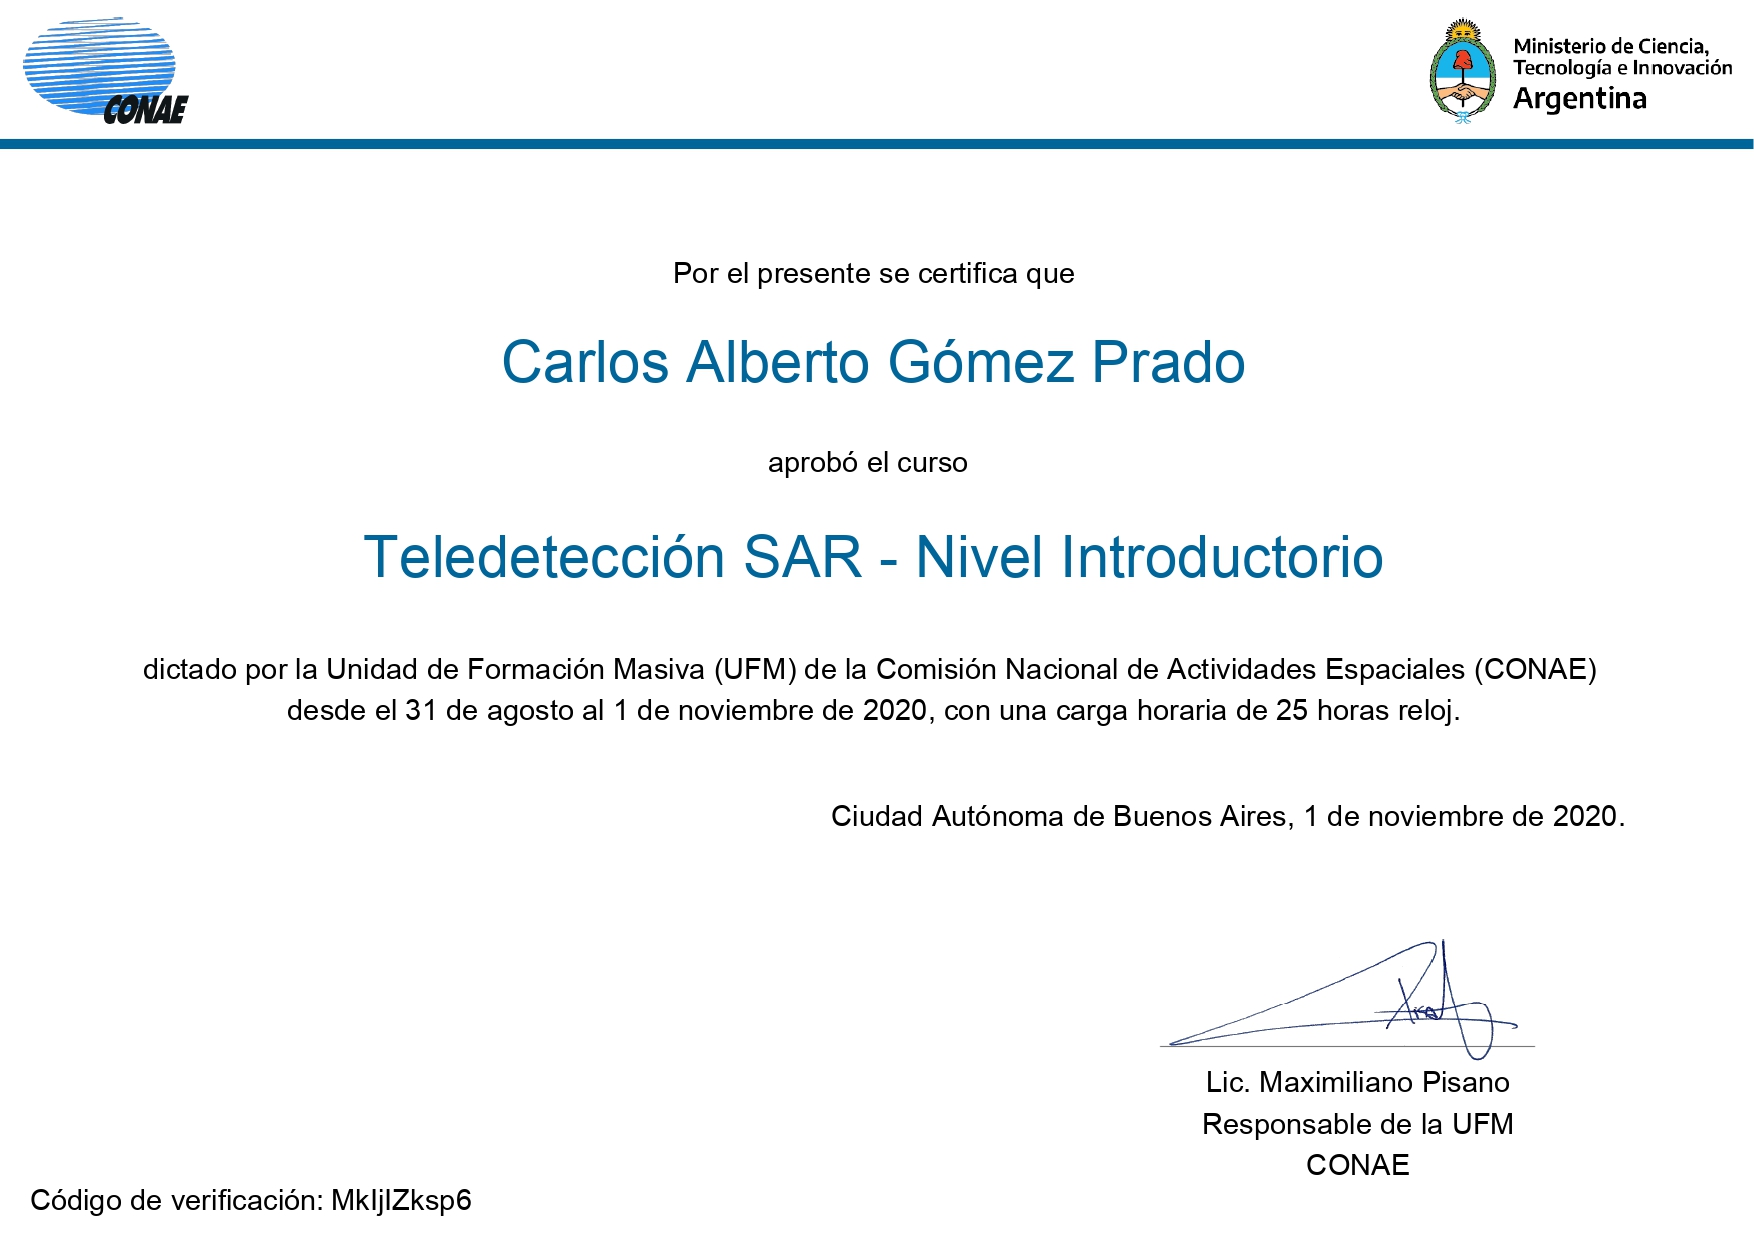 CONAE
Ministerio de Ciencia,
Tecnología e Innovación
Argentina
Por el presente se certifica que
Carlos Alberto Gómez Prado
aprobó el curso
Teledetección SAR - Nivel Introductorio
dictado por la Unidad de Formación Masiva (UFM) de la Comisión Nacional de Actividades Espaciales (CONAE)
desde el 31 de agosto al 1 de noviembre de 2020, con una carga horaria de 25 horas reloj.
Ciudad Autónoma de Buenos Aires, 1 de noviembre de 2020.
Lic. Maximiliano Pisano
Responsable de la UFM
CONAE
Código de verificación: MkIjIZksp6